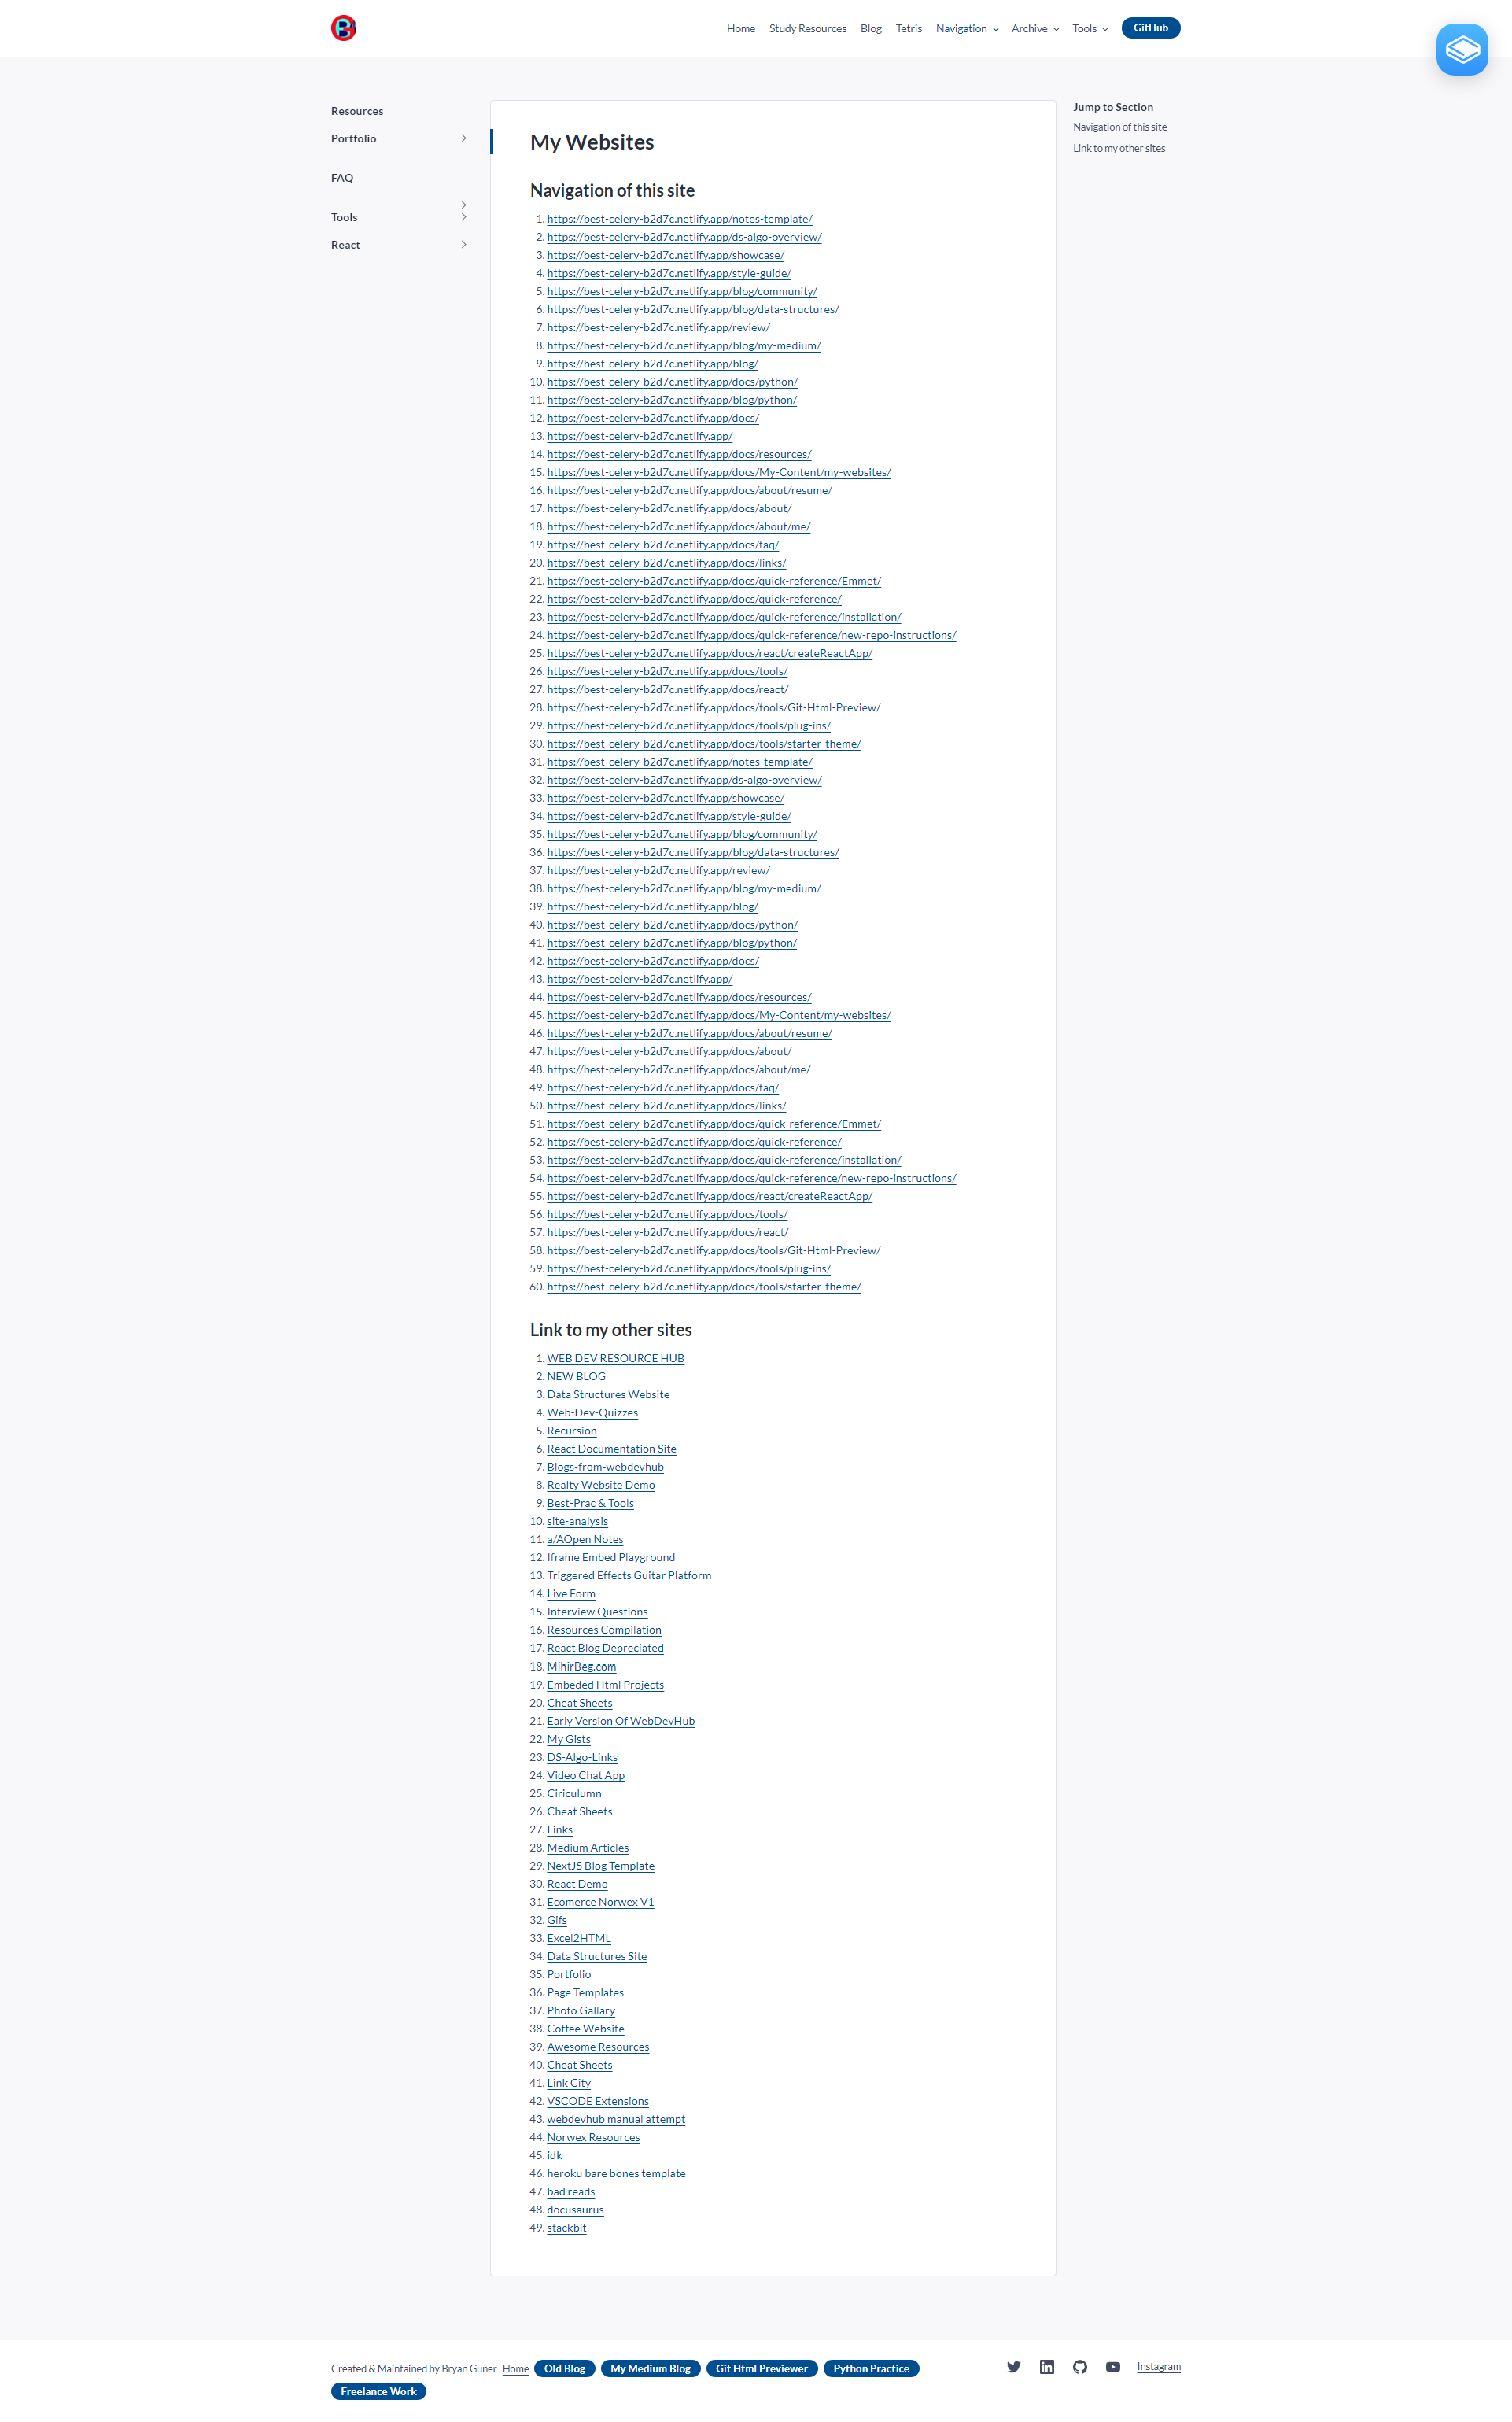 Home Study Resources Blog Tetris Navigation Archive Tools GitHub
Resources
Portfolio
FAQ
Tools
React
My Websites
Navigation of this site
1. https://best-celery-b2d7c.netlify.app/notes-template/
2. https://best-celery-b2d7c.netlify.app/ds-algo-overview/
3. https://best-celery-b2d7c.netlify.app/showcase/
4. https://best-celery-b2d7c.netlify.app/style-guide/
5. https://best-celery-b2d7c.netlify.app/blog/community/
6. https://best-celery-b2d7c.netlify.app/blog/data-structures/
7. https://best-celery-b2d7c.netlify.app/review/
8. https://best-celery-b2d7c.netlify.app/blog/my-medium/
9. https://best-celery-b2d7c.netlify.app/blog/
10. https://best-celery-b2d7c.netlify.app/docs/python/
11. https://best-celery-b2d7c.netlify.app/blog/python/
12. https://best-celery-b2d7c.netlify.app/docs/
13. https://best-celery-b2d7c.netlify.app/
14. https://best-celery-b2d7c.netlify.app/docs/resources/
15. https://best-celery-b2d7c.netlify.app/docs/My-Content/my-websites/
16. https://best-celery-b2d7c.netlify.app/docs/about/resume/
17. https://best-celery-b2d7c.netlify.app/docs/about/
18. https://best-celery-b2d7c.netlify.app/docs/about/me/
19. https://best-celery-b2d7c.netlify.app/docs/faq/
20. https://best-celery-b2d7c.netlify.app/docs/links/
21. https://best-celery-b2d7c.netlify.app/docs/quick-reference/Emmet/
22. https://best-celery-b2d7c.netlify.app/docs/quick-reference/
23. https://best-celery-b2d7c.netlify.app/docs/quick-reference/installation/
24. https://best-celery-b2d7c.netlify.app/docs/quick-reference/new-repo-instructions/
25. https://best-celery-b2d7c.netlify.app/docs/react/createReactApp/
26. https://best-celery-b2d7c.netlify.app/docs/tools/
27. https://best-celery-b2d7c.netlify.app/docs/react/
28. https://best-celery-b2d7c.netlify.app/docs/tools/Git-Html-Preview/
29. https://best-celery-b2d7c.netlify.app/docs/tools/plug-ins/
30. https://best-celery-b2d7c.netlify.app/docs/tools/starter-theme/
31. https://best-celery-b2d7c.netlify.app/notes-template/
32. https://best-celery-b2d7c.netlify.app/ds-algo-overview/
33. https://best-celery-b2d7c.netlify.app/showcase/
34. https://best-celery-b2d7c.netlify.app/style-guide/
35. https://best-celery-b2d7c.netlify.app/blog/community/
36. https://best-celery-b2d7c.netlify.app/blog/data-structures/
37. https://best-celery-b2d7c.netlify.app/review/
38. https://best-celery-b2d7c.netlify.app/blog/my-medium/
39. https://best-celery-b2d7c.netlify.app/blog/
40. https://best-celery-b2d7c.netlify.app/docs/python/
41. https://best-celery-b2d7c.netlify.app/blog/python/
42. https://best-celery-b2d7c.netlify.app/docs/
43. https://best-celery-b2d7c.netlify.app/
44. https://best-celery-b2d7c.netlify.app/docs/resources/
45. https://best-celery-b2d7c.netlify.app/docs/My-Content/my-websites/
46. https://best-celery-b2d7c.netlify.app/docs/about/resume/
47. https://best-celery-b2d7c.netlify.app/docs/about/
48. https://best-celery-b2d7c.netlify.app/docs/about/me/
49. https://best-celery-b2d7c.netlify.app/docs/faq/
50. https://best-celery-b2d7c.netlify.app/docs/links/
51. https://best-celery-b2d7c.netlify.app/docs/quick-reference/Emmet/
52. https://best-celery-b2d7c.netlify.app/docs/quick-reference/
53. https://best-celery-b2d7c.netlify.app/docs/quick-reference/installation/
54. https://best-celery-b2d7c.netlify.app/docs/quick-reference/new-repo-instructions/
55. https://best-celery-b2d7c.netlify.app/docs/react/createReactApp/
56. https://best-celery-b2d7c.netlify.app/docs/tools/
57. https://best-celery-b2d7c.netlify.app/docs/react/
58. https://best-celery-b2d7c.netlify.app/docs/tools/Git-Html-Preview/
59. https://best-celery-b2d7c.netlify.app/docs/tools/plug-ins/
60. https://best-celery-b2d7c.netlify.app/docs/tools/starter-theme/
Link to my other sites
1. WEB DEV RESOURCE HUB
2. NEW BLOG
3. Data Structures Website
4. Web-Dev-Quizzes
5. Recursion
6. React Documentation Site
7. Blogs-from-webdevhub
8. Realty Website Demo
9. Best-Prac & Tools
10. site-analysis
11. a/AOpen Notes
12. Iframe Embed Playground
13. Triggered Effects Guitar Platform
14. Live Form
15. Interview Questions
16. Resources Compilation
17. React Blog Depreciated
18. MihirBeg.com
19. Embeded Html Projects
20. Cheat Sheets
21. Early Version Of WebDevHub
22. My Gists
23. DS-Algo-Links
24. Video Chat App
25. Ciriculumn
26. Cheat Sheets
27. Links
28. Medium Articles
29. NextJS Blog Template
30. React Demo
31. Ecomerce Norwex V1
32. Gifs
33. Excel2HTML
34. Data Structures Site
35. Portfolio
36. Page Templates
37. Photo Gallary
38. Coffee Website
39. Awesome Resources
40. Cheat Sheets
41. Link City
42. VSCODE Extensions
43. webdevhub manual attempt
44. Norwex Resources
45. idk
46. heroku bare bones template
47. bad reads
48. docusaurus
49. stackbit
Jump to Section
Navigation of this site
Link to my other sites
Created & Maintained by Bryan Guner Home Old Blog My Medium Blog Git Html Previewer Python Practice
Freelance Work
Instagram